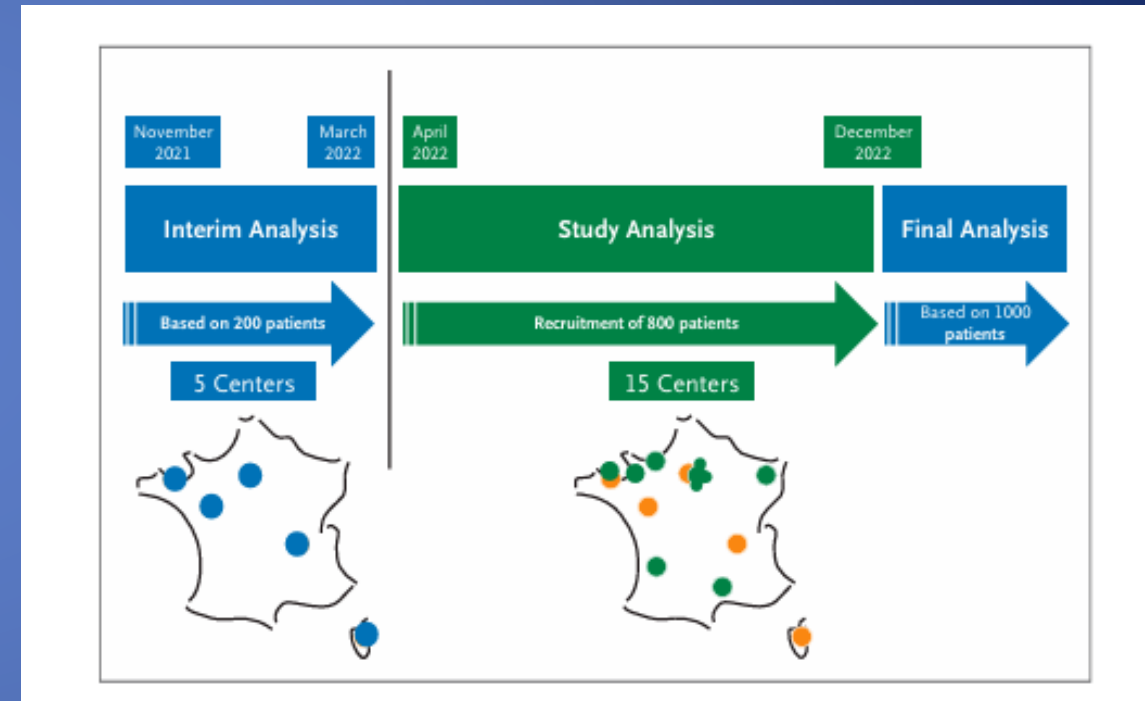 November
2021
March
2022
April
2022
December
2022
Interim Analysis
Study Analysis
Final Analysis
Based on 200 patients
Recruitment of 800 patients
Based on 1000
patients
5 Centers
15 Centers